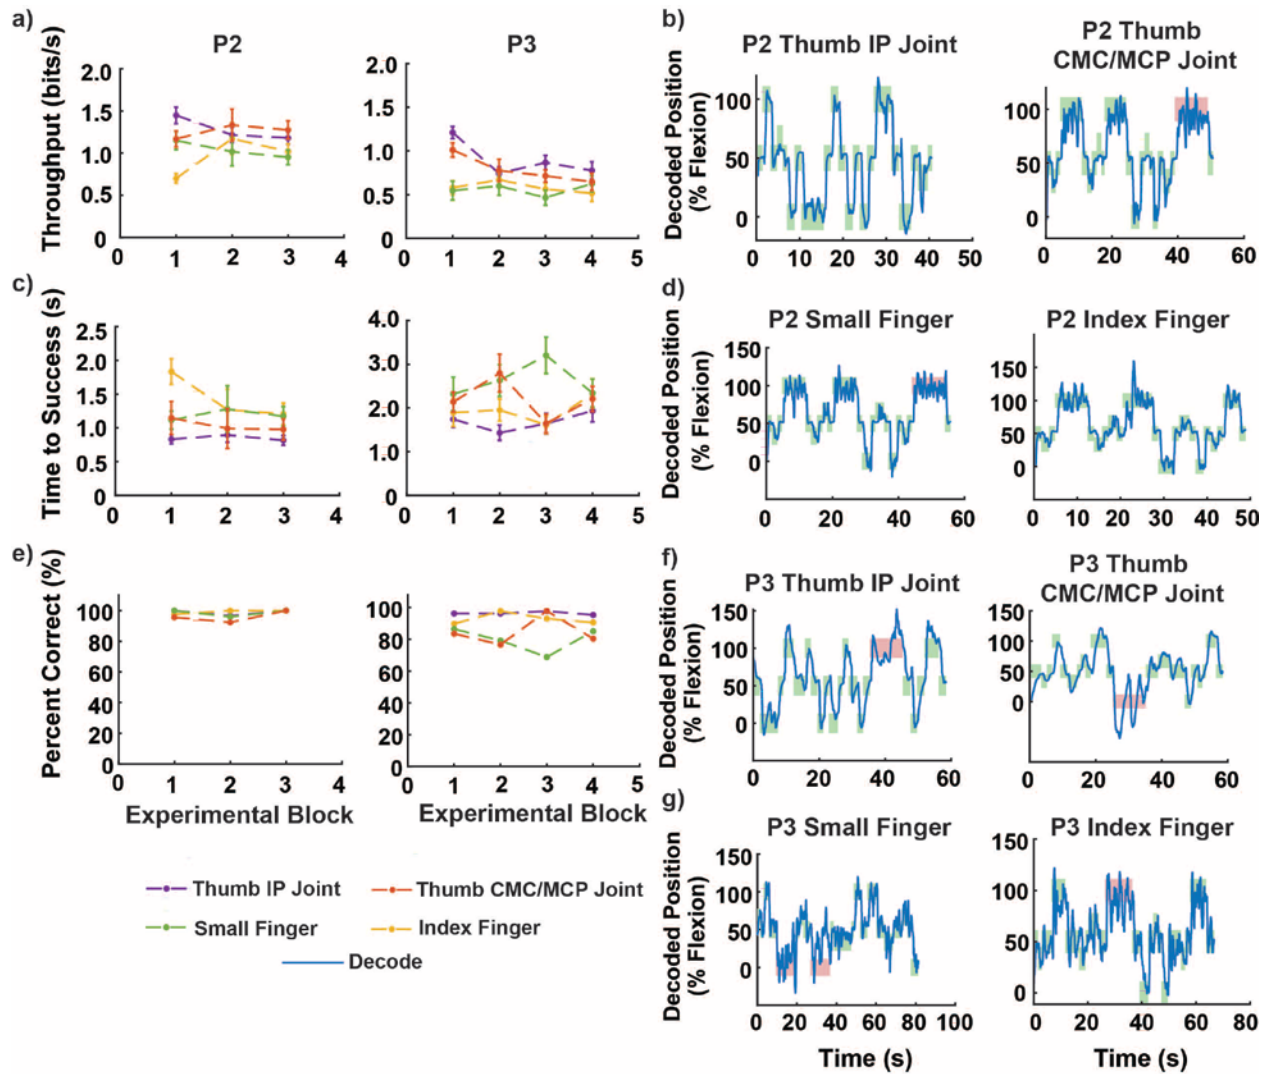 a)
P2
P3
Throughput (bits/s)
2.0
1.5
1.0
0.5
0
0 1 2 3 4
2.0
1.5
1.0
0.5
0
0 1 2 3 4 5
b)
P2 Thumb IP Joint
Decoded Position
(% Flexion)
100
50
0
0 10 20 30 40 50
P2 Thumb
CMC/MCP Joint
100
50
0
0 20 40 60
c)
Time to Success (s)
2.5
2.0
1.5
1.0
0.5
0
0 1 2 3 4
4.0
3.0
2.0
1.0
0
0 1 2 3 4 5
d)
P2 Small Finger
Decoded Position
(% Flexion)
150
100
50
0
0 20 40 60
P2 Index Finger
150
100
50
0
0 10 20 30 40 50
e)
Percent Correct (%)
100
80
60
40
20
0
0 1 2 3 4
Experimental Block
100
80
60
40
20
0
0 1 2 3 4 5
Experimental Block
f)
P3 Thumb IP Joint
Decoded Position
(% Flexion)
150
100
50
0
0 20 40 60
P3 Thumb
CMC/MCP Joint
150
100
50
0
0 20 40 60
g)
P3 Small Finger
Decoded Position
(% Flexion)
150
100
50
0
0 20 40 60 80 100
Time (s)
P3 Index Finger
150
100
50
0
0 20 40 60 80
Time (s)
Thumb IP Joint
Thumb CMC/MCP Joint
Small Finger
Index Finger
Decode